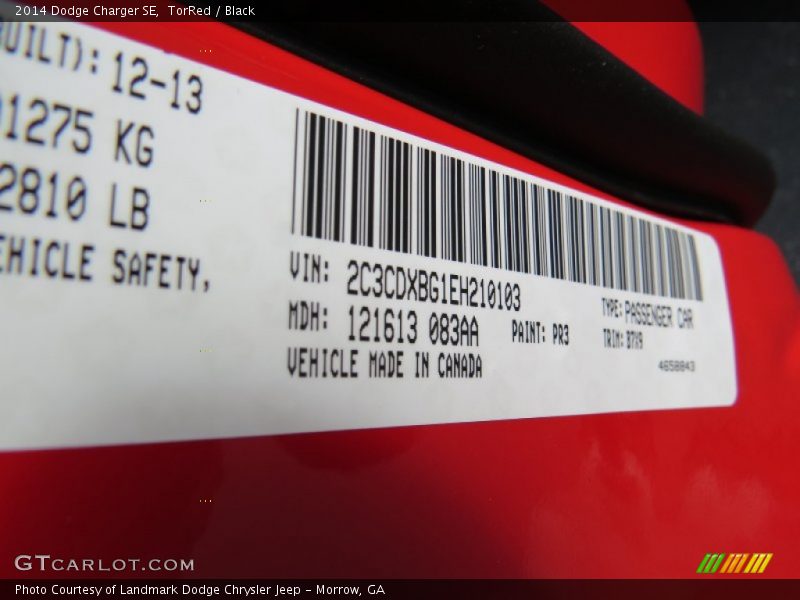 2014 Dodge Charger SE, TorRed / Black
BUILT): 12-13
1275 KG
2810 LB
EHICLE SAFETY,
VIN: 2C3CDXBG1EH210103
MDH: 121613 083AA
PAINT: PR3
VEHICLE MADE IN CANADA
TYPE: PASSENGER CAR
TRIM:
4658843
GTCARLOT.COM
Photo Courtesy of Landmark Dodge Chrysler Jeep - Morrow, GA